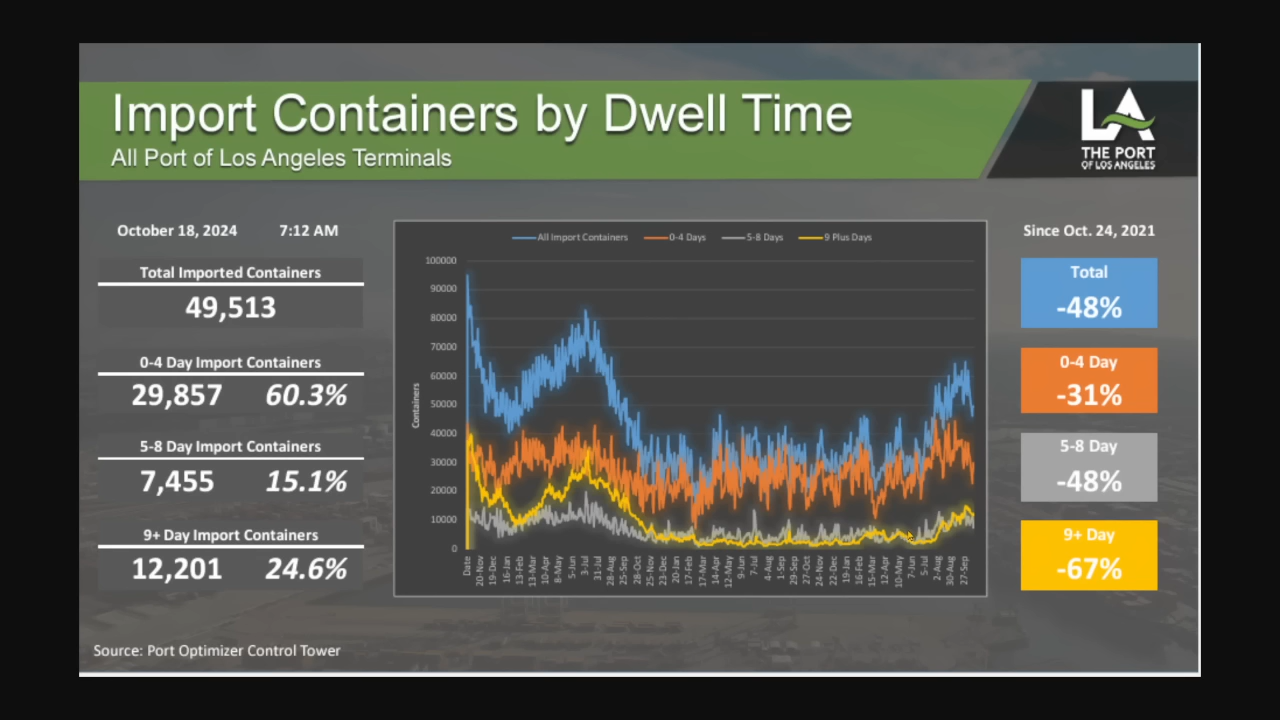 Import Containers by Dwell Time
All Port of Los Angeles Terminals
LA
THE PORT
OF LOS ANGELES
October 18, 2024 7:12 AM
Total Imported Containers
49,513
0-4 Day Import Containers
29,857 60.3%
5-8 Day Import Containers
7,455 15.1%
9+ Day Import Containers
12,201 24.6%
All Import Containers 0-4 Days 5-8 Days 9 Plus Days
Containers
100000
90000
80000
70000
60000
50000
40000
30000
20000
10000
0
Date 20-Nov 19-Dec 16-Jan 13-Feb 13-Mar 10-Apr 8-May 5-Jun 3-Jul 31-Jul 28-Aug 25-Sep 28-Oct 25-Nov 23-Dec 20-Jan 17-Feb 17-Mar 14-Apr 12-May 9-Jun 7-Jul 4-Aug 1-Sep 29-Sep 27-Oct 24-Nov 22-Dec 19-Jan 16-Feb 15-Mar 12-Apr 10-May 7-Jun 5-Jul 2-Aug 30-Aug 27-Sep
Since Oct. 24, 2021
Total
-48%
0-4 Day
-31%
5-8 Day
-48%
9+ Day
-67%
Source: Port Optimizer Control Tower